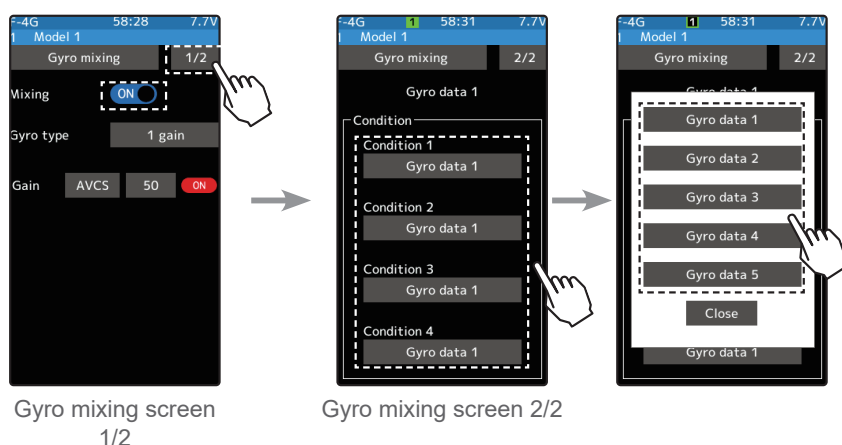 F-4G 58:28 7.7V
1 Model 1
Gyro mixing 1/2
Mixing ON
Gyro type 1 gain
Gain AVCS 50 ON
Gyro mixing screen
1/2
F-4G 1 58:31 7.7V
1 Model 1
Gyro mixing 2/2
Gyro data 1
Condition
Condition 1
Gyro data 1
Condition 2
Gyro data 1
Condition 3
Gyro data 1
Condition 4
Gyro data 1
Gyro mixing screen 2/2
F-4G 1 58:31 7.7V
1 Model 1
Gyro mixing 2/2
Gyro data 1
Gyro data 1
Gyro data 2
Gyro data 3
Gyro data 4
Gyro data 5
Close
Gyro data 1